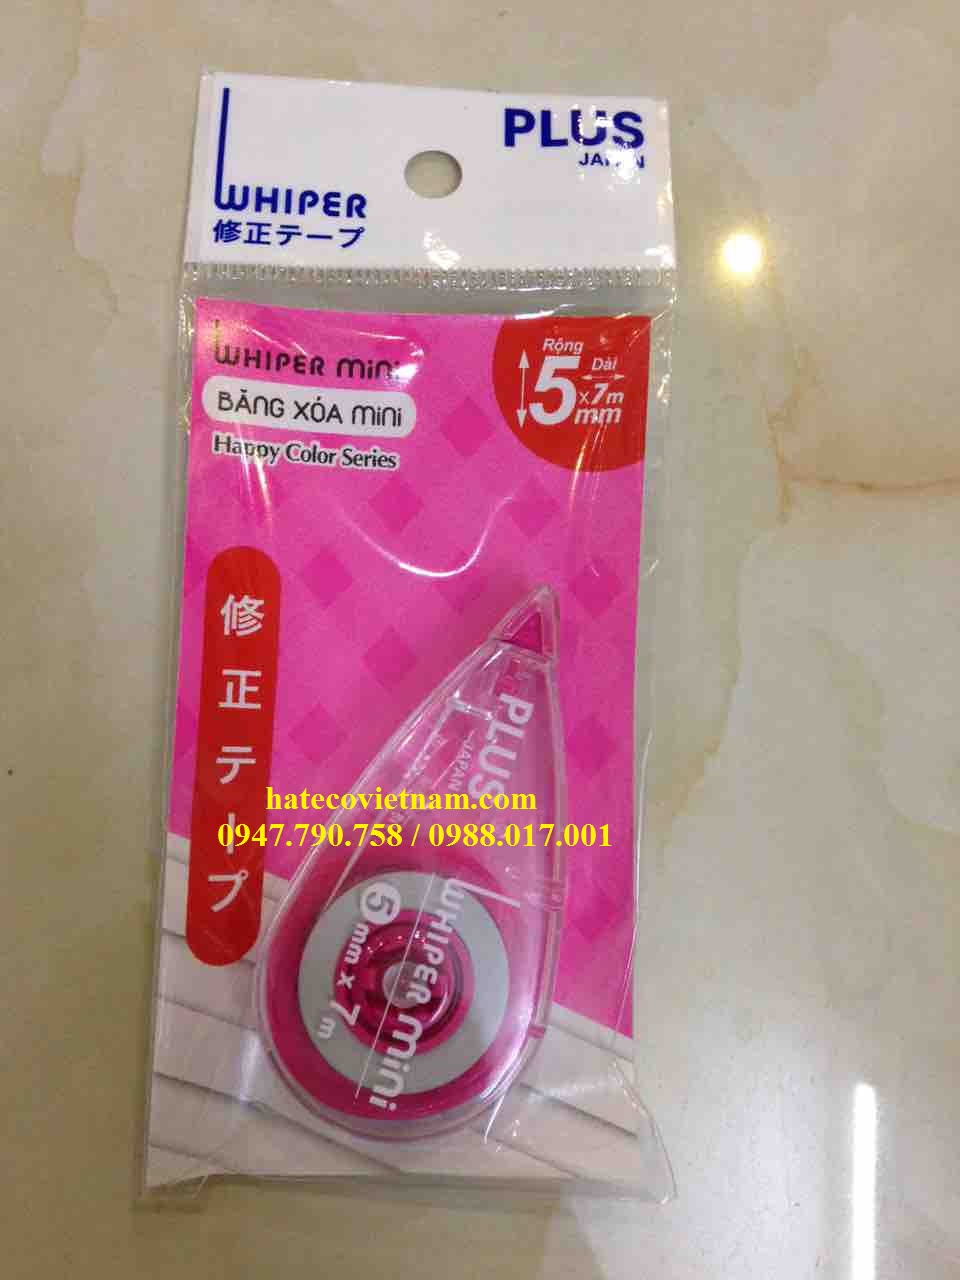 WHIPER
修正テープ
PLUS
JAPAN
WHIPER mini
BĂNG XÓA mini
Happy Color Series
Rộng
Dài
5 x 7m
mm
修正テープ
PLUS
JAPAN
hatecovietnam.com
0947.790.758 / 0988.017.001
WHIPER mini
5mm x 7m